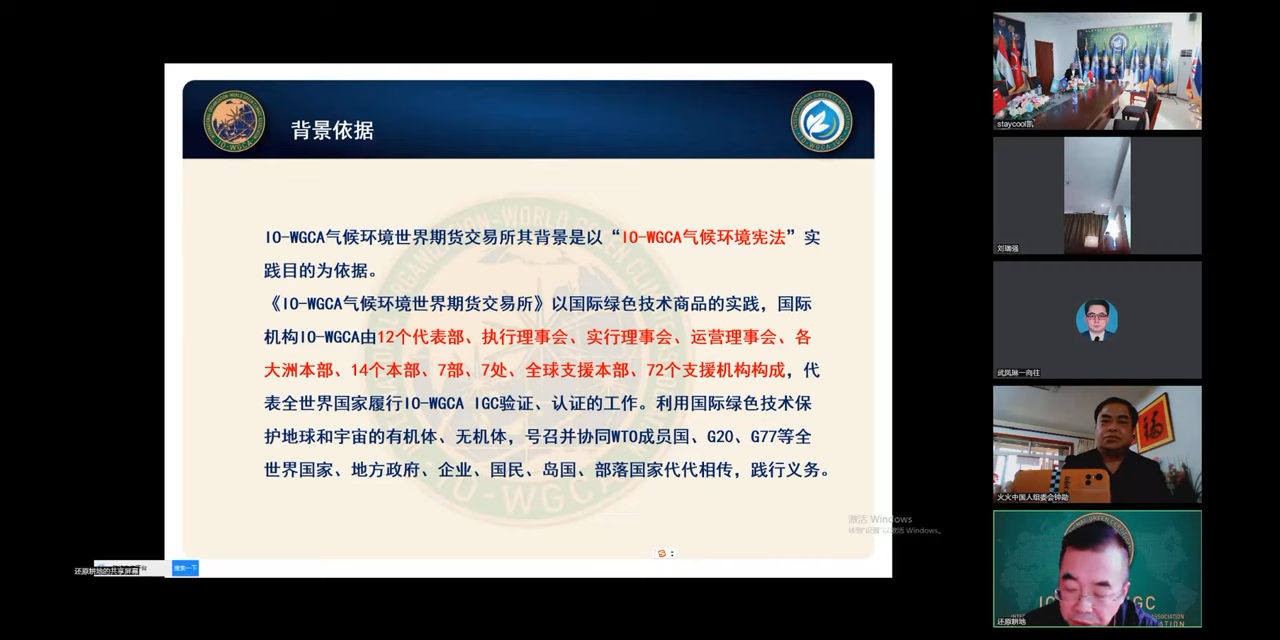 背景依据
IO-WGCA气候环境世界期货交易所其背景是以“IO-WGCA气候环境宪法”实
践目的为依据。
《IO-WGCA气候环境世界期货交易所》以国际绿色技术商品的实践，国际
机构IO-WGCA由12个代表部、执行理事会、实行理事会、运营理事会、各
大洲本部、14个本部、7部、7处、全球支援本部、72个支援机构构成，代
表全世界国家履行IO-WGCA IGC验证、认证的工作。利用国际绿色技术保
护地球和宇宙的有机体、无机体，号召并协同WTO成员国、G20、G77等全
世界国家、地方政府、企业、国民、岛国、部落国家代代相传，践行义务。
IO-WGCA
激活 Windows
还原耕地的共享屏幕
搜索一下
staycool凯
刘瑞强
武凤琳一向往
火火中国人组委会钟勋
还原耕地